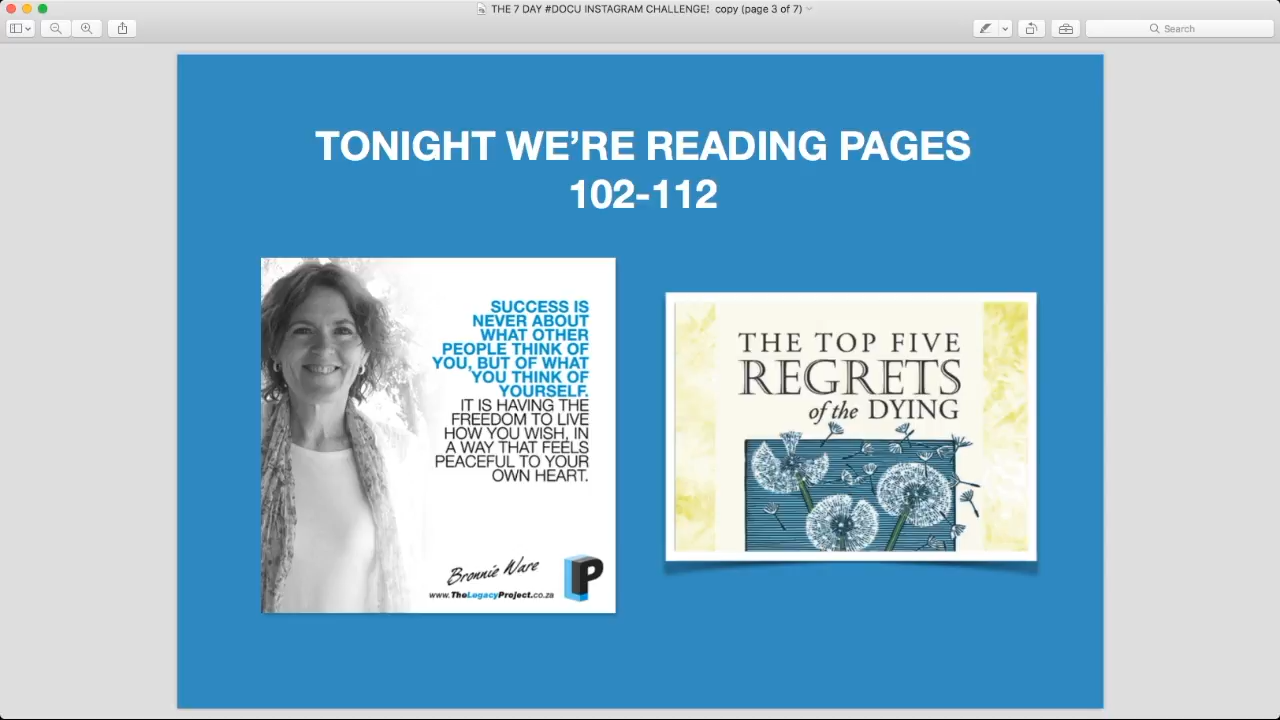 THE 7 DAY #DOCU INSTAGRAM CHALLENGE! copy (page 3 of 7)
Search
TONIGHT WE’RE READING PAGES
102-112
SUCCESS IS
NEVER ABOUT
WHAT OTHER
PEOPLE THINK OF
YOU, BUT OF WHAT
YOU THINK OF
YOURSELF.
IT IS HAVING THE
FREEDOM TO LIVE
HOW YOU WISH, IN
A WAY THAT FEELS
PEACEFUL TO YOUR
OWN HEART.
Bronnie Ware
www.TheLegacyProject.co.za
P
THE TOP FIVE
REGRETS
of the DYING